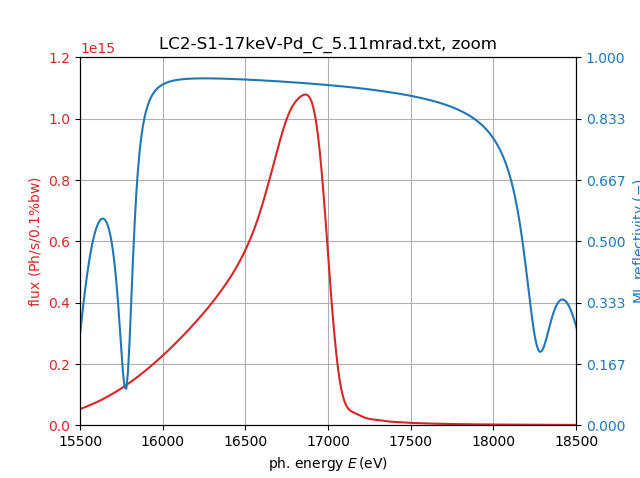 LC2-S1-17keV-Pd_C_5.11mrad.txt, zoom
1e15
1.2
1.0
0.8
0.6
0.4
0.2
0.0
flux (Ph/s/0.1%bw)
1.000
0.833
0.667
0.500
0.333
0.167
0.000
ML reflectivity (−)
15500 16000 16500 17000 17500 18000 18500
ph. energy E (eV)